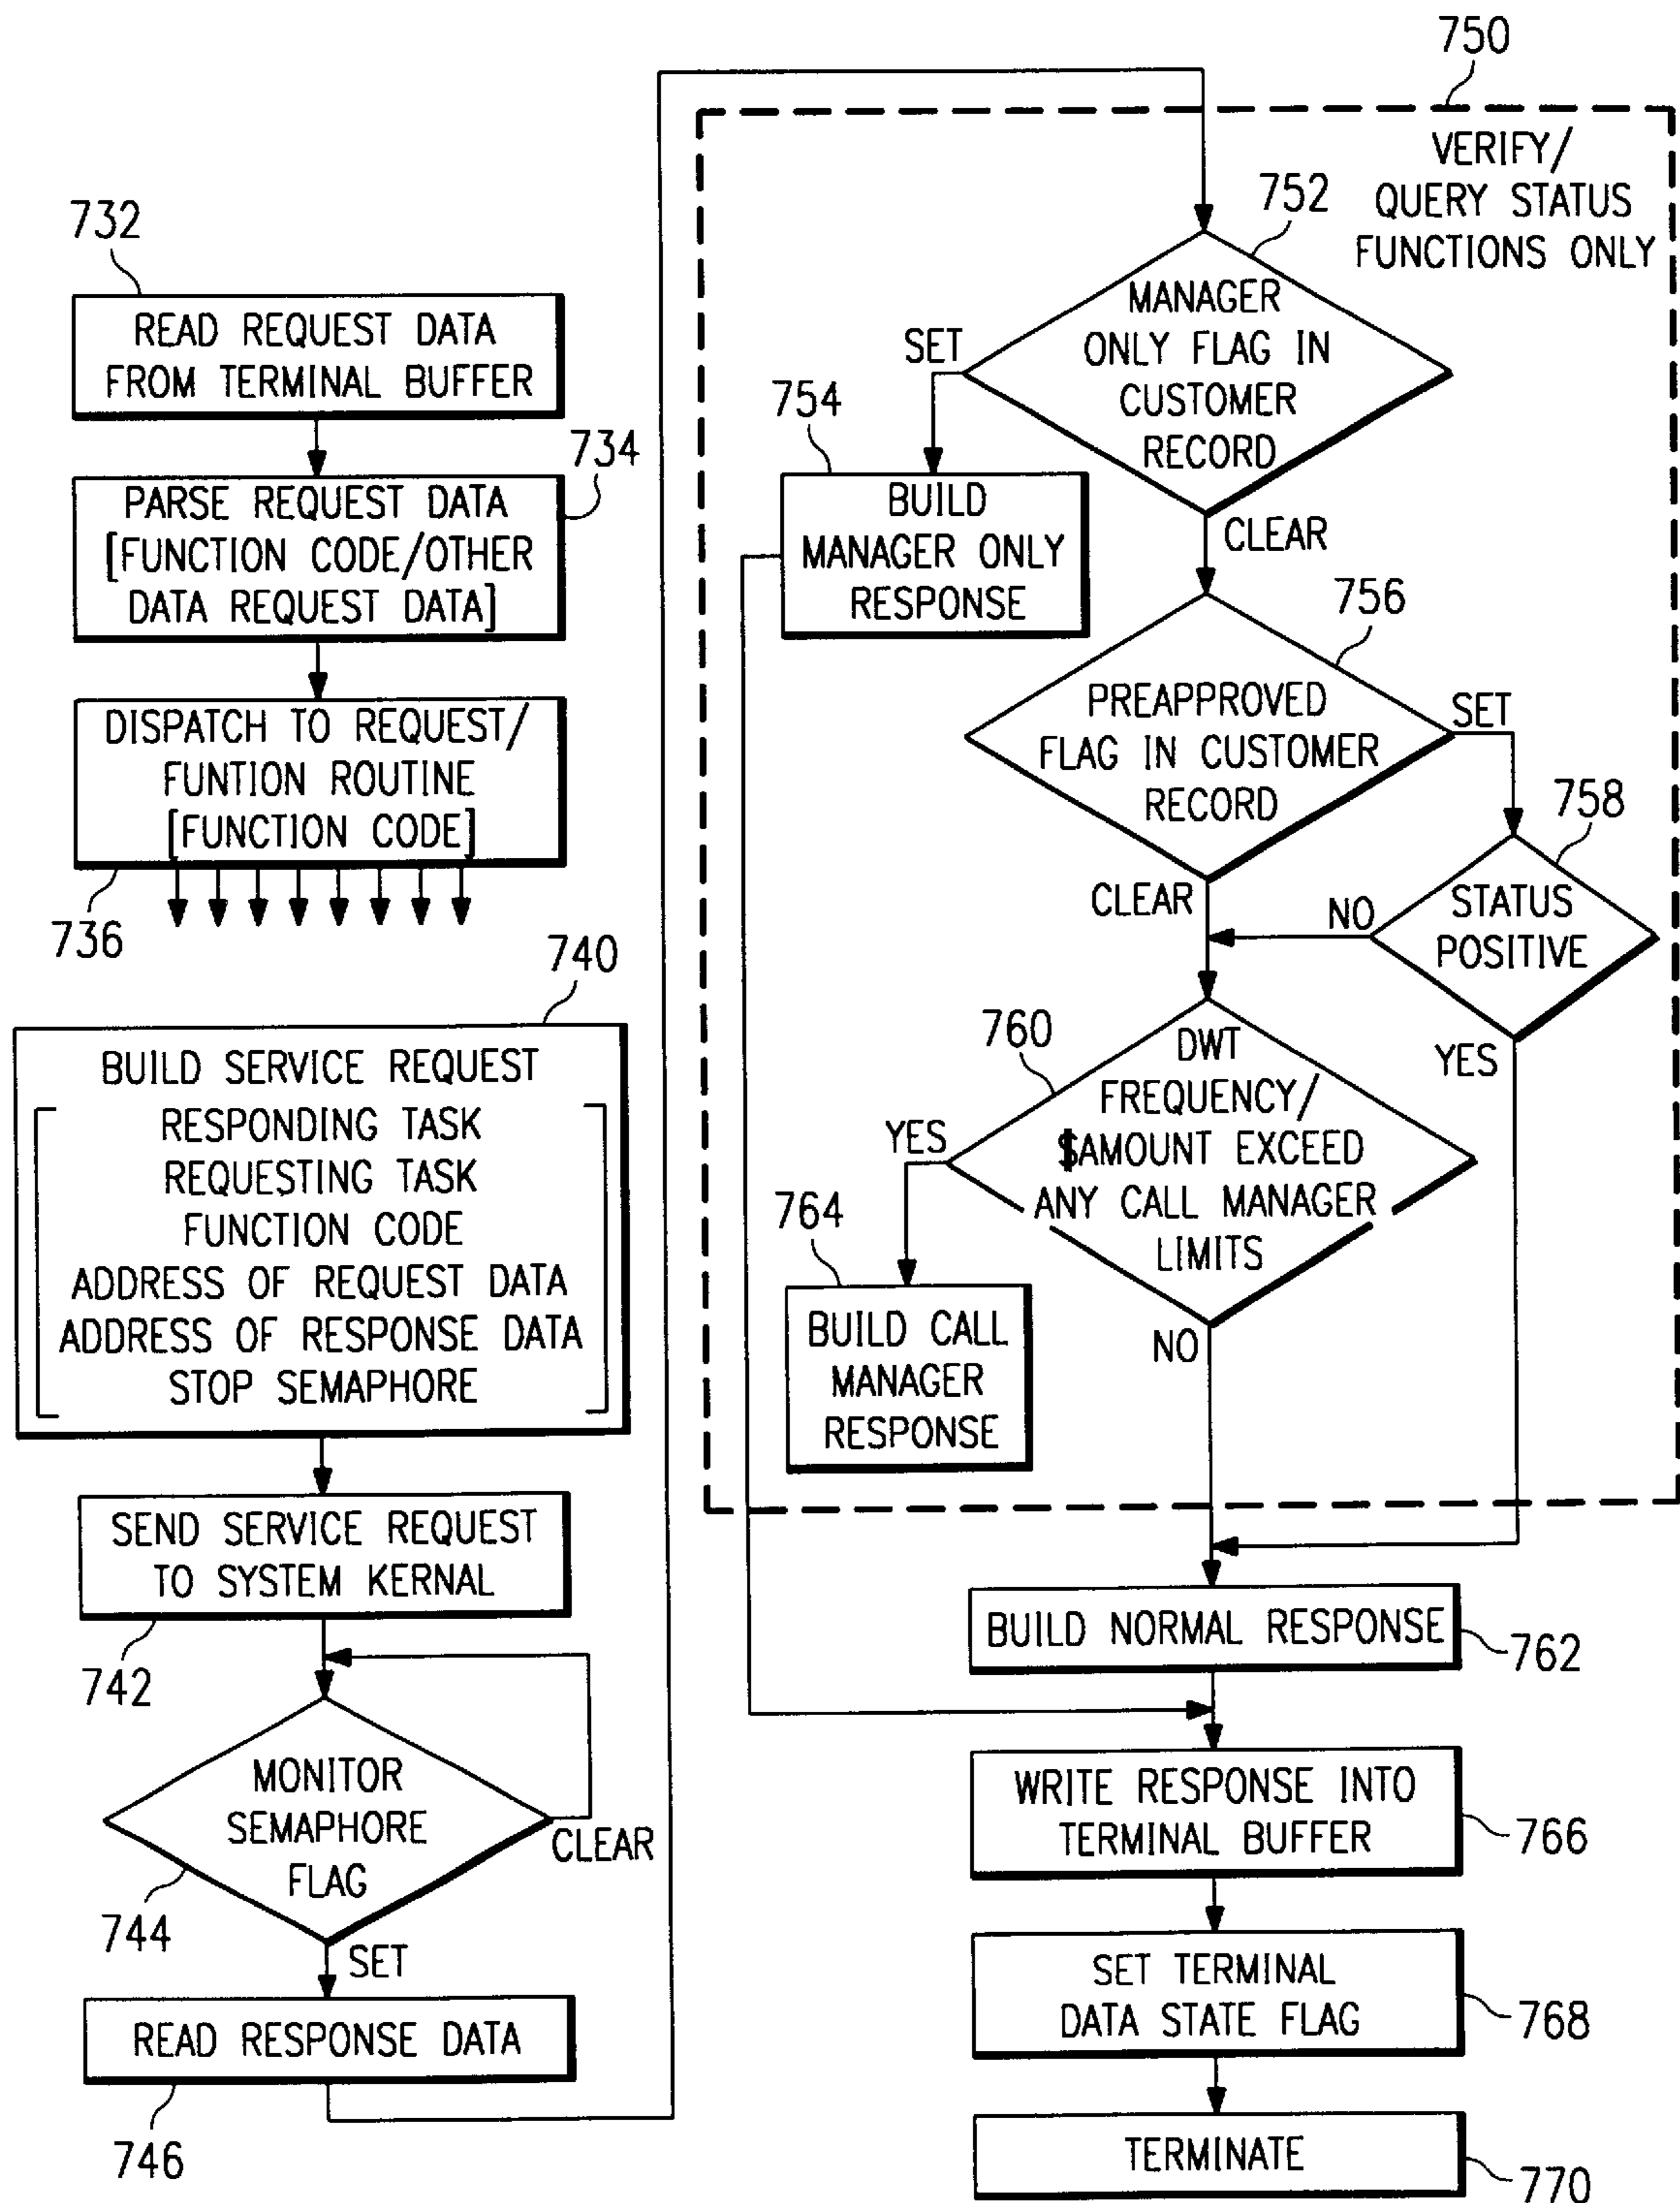 732
READ REQUEST DATA
FROM TERMINAL BUFFER
734
PARSE REQUEST DATA
[FUNCTION CODE/OTHER
DATA REQUEST DATA]
DISPATCH TO REQUEST/
FUNTION ROUTINE
[FUNCTION CODE]
736
740
BUILD SERVICE REQUEST
RESPONDING TASK
REQUESTING TASK
FUNCTION CODE
ADDRESS OF REQUEST DATA
ADDRESS OF RESPONSE DATA
STOP SEMAPHORE
SEND SERVICE REQUEST
TO SYSTEM KERNAL
742
MONITOR
SEMAPHORE
FLAG
CLEAR
744
SET
READ RESPONSE DATA
746
750
VERIFY/
QUERY STATUS
FUNCTIONS ONLY
752
MANAGER
ONLY FLAG IN
CUSTOMER
RECORD
SET
754
BUILD
MANAGER ONLY
RESPONSE
CLEAR
756
PREAPPROVED
FLAG IN CUSTOMER
RECORD
SET
758
STATUS
POSITIVE
NO
CLEAR
YES
760
DWT
FREQUENCY/
$AMOUNT EXCEED
ANY CALL MANAGER
LIMITS
YES
764
BUILD CALL
MANAGER
RESPONSE
NO
BUILD NORMAL RESPONSE
762
WRITE RESPONSE INTO
TERMINAL BUFFER
766
SET TERMINAL
DATA STATE FLAG
768
TERMINATE
770